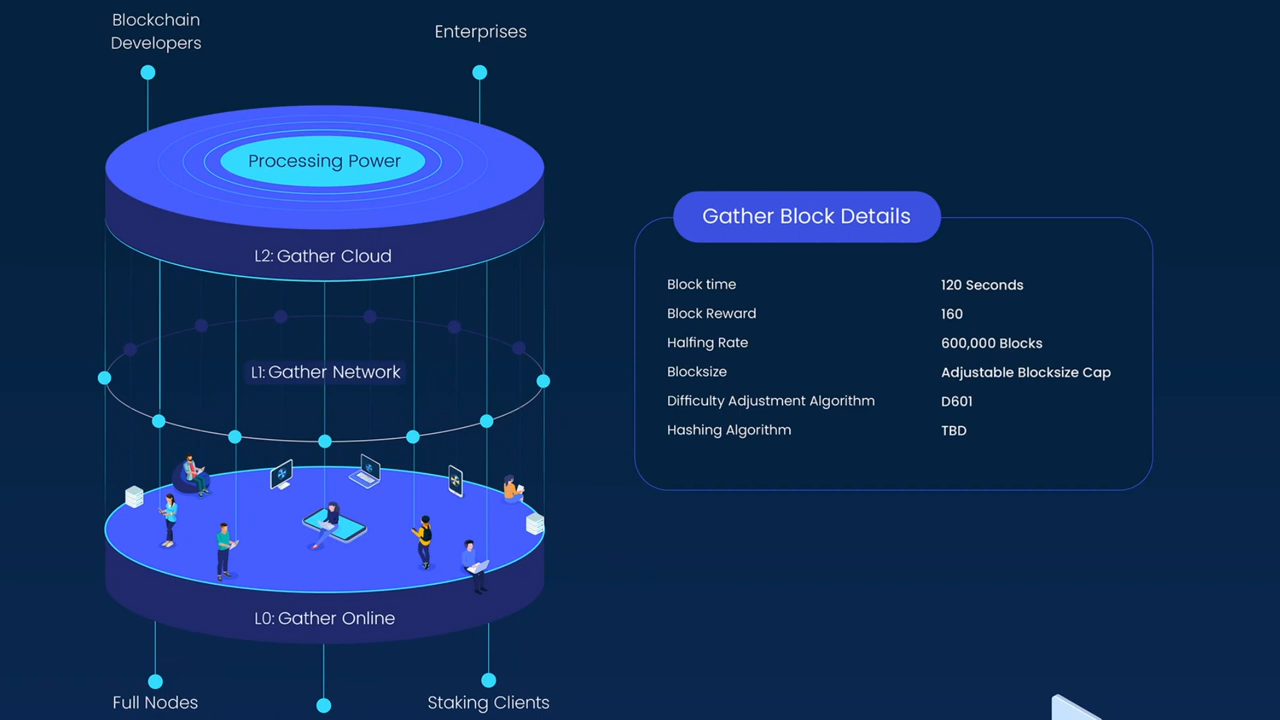 Blockchain
Developers
Enterprises
Processing Power
L2: Gather Cloud
L1: Gather Network
L0: Gather Online
Full Nodes
Staking Clients
Gather Block Details
Block time 120 Seconds
Block Reward 160
Halfing Rate 600,000 Blocks
Blocksize Adjustable Blocksize Cap
Difficulty Adjustment Algorithm D601
Hashing Algorithm TBD